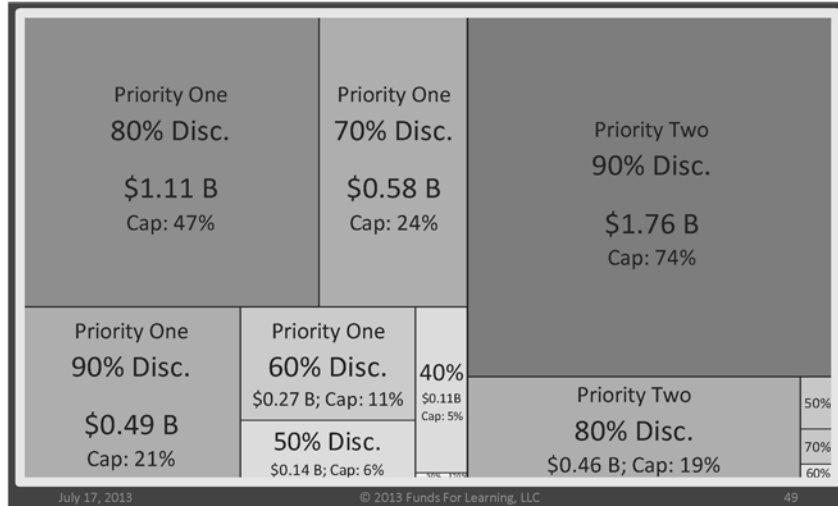 Priority One
80% Disc.
$1.11 B
Cap: 47%
Priority One
70% Disc.
$0.58 B
Cap: 24%
Priority Two
90% Disc.
$1.76 B
Cap: 74%
Priority One
90% Disc.
$0.49 B
Cap: 21%
Priority One
60% Disc.
$0.27 B; Cap: 11%
50% Disc.
$0.14 B; Cap: 6%
40%
$0.11B
Cap: 5%
Priority Two
80% Disc.
$0.46 B; Cap: 19%
50%
70%
60%
July 17, 2013
© 2013 Funds For Learning, LLC
49